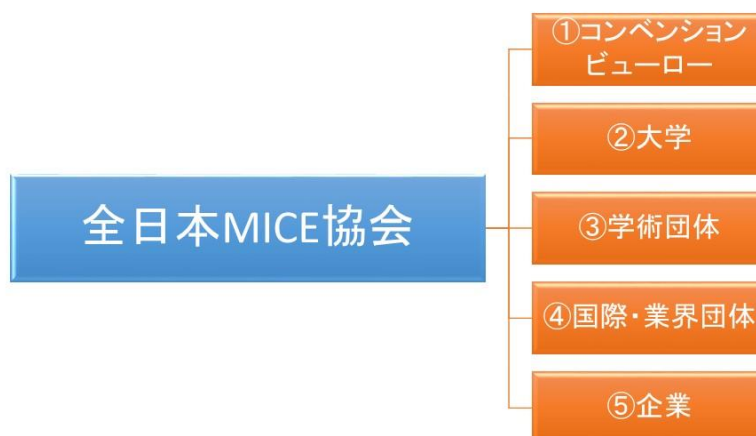 全日本MICE協会
①コンベンション
ビューロー
②大学
③学術団体
④国際・業界団体
⑤企業